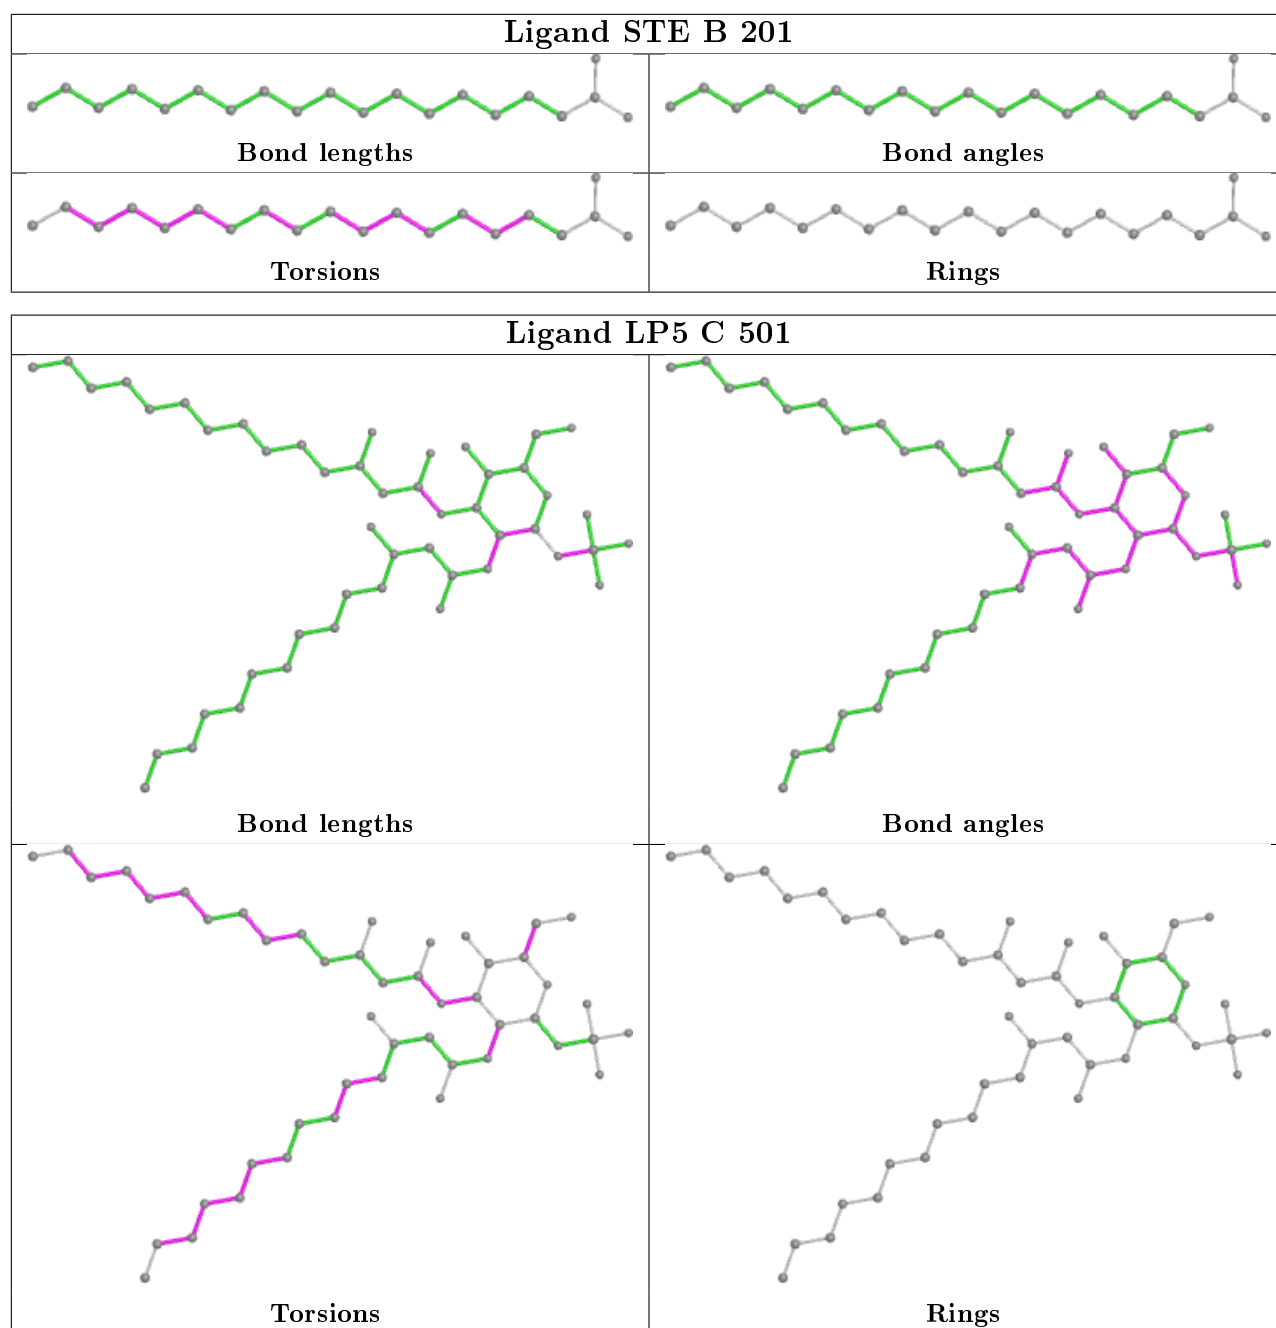 Ligand STE B 201
Bond lengths
Bond angles
Torsions
Rings
Ligand LP5 C 501
Bond lengths
Bond angles
Torsions
Rings